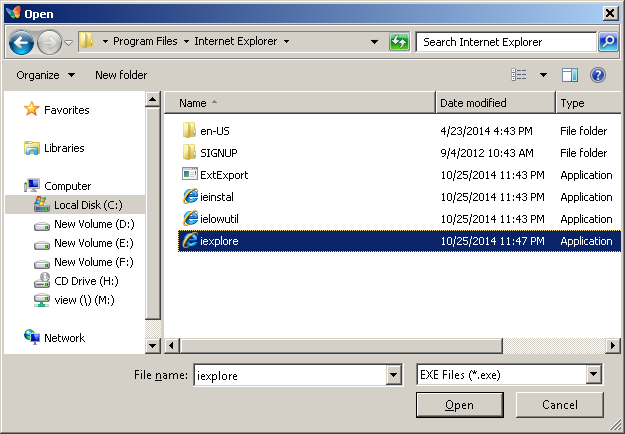 Open
Program Files Internet Explorer Search Internet Explorer
Organize New folder
Name Date modified Type
Favorites
Libraries
Computer
Local Disk (C:)
New Volume (D:)
New Volume (E:)
New Volume (F:)
CD Drive (H:)
view (\) (M:)
Network
en-US 4/23/2014 4:43 PM File folder
SIGNUP 9/4/2012 10:43 AM File folder
ExtExport 10/25/2014 11:43 PM Application
ieinstal 10/25/2014 11:43 PM Application
ielowutil 10/25/2014 11:43 PM Application
iexplore 10/25/2014 11:47 PM Application
File name: iexplore EXE Files (*.exe)
Open Cancel